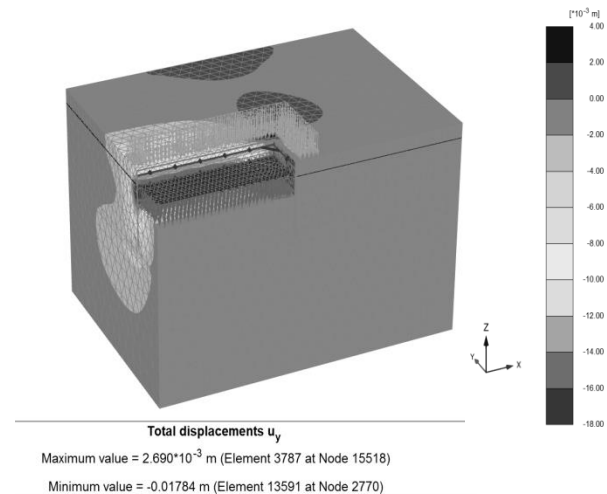 [*10⁻³ m]
4.00
2.00
0.00
-2.00
-4.00
-6.00
-8.00
-10.00
-12.00
-14.00
-16.00
-18.00
Z
Y
X
Total displacements uy
Maximum value = 2.690*10⁻³ m (Element 3787 at Node 15518)
Minimum value = -0.01784 m (Element 13591 at Node 2770)